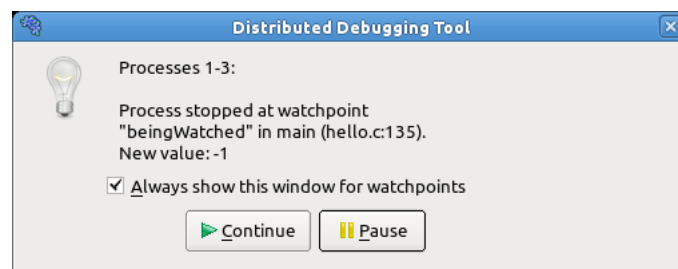 Distributed Debugging Tool
Processes 1-3:
Process stopped at watchpoint
"beingWatched" in main (hello.c:135).
New value: -1
Always show this window for watchpoints
Continue
Pause